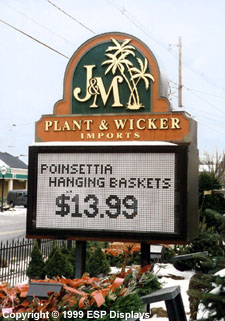 J&M
PLANT & WICKER
IMPORTS
POINSETTIA
HANGING BASKETS
$13.99
Copyright © 1999 ESP Displays